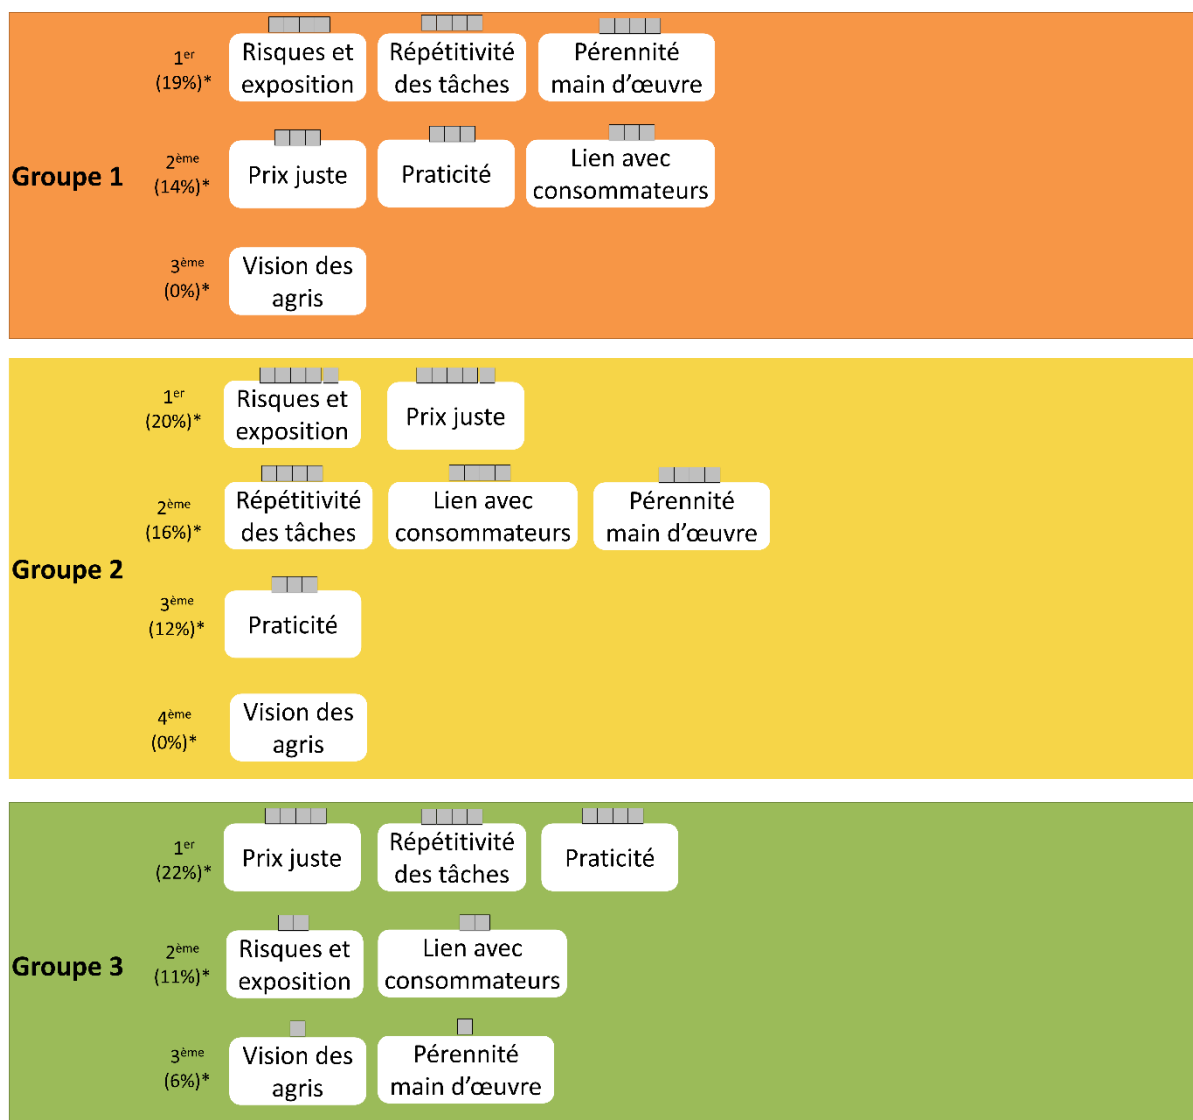 Groupe 1
1er
(19%)*
Risques et
exposition
Répétitivité
des tâches
Pérennité
main d'œuvre
2ème
(14%)*
Prix juste
Praticité
Lien avec
consommateurs
3ème
(0%)*
Vision des
agris
Groupe 2
1er
(20%)*
Risques et
exposition
Prix juste
2ème
(16%)*
Répétitivité
des tâches
Lien avec
consommateurs
Pérennité
main d'œuvre
3ème
(12%)*
Praticité
4ème
(0%)*
Vision des
agris
Groupe 3
1er
(22%)*
Prix juste
Répétitivité
des tâches
Praticité
2ème
(11%)*
Risques et
exposition
Lien avec
consommateurs
3ème
(6%)*
Vision des
agris
Pérennité
main d'œuvre